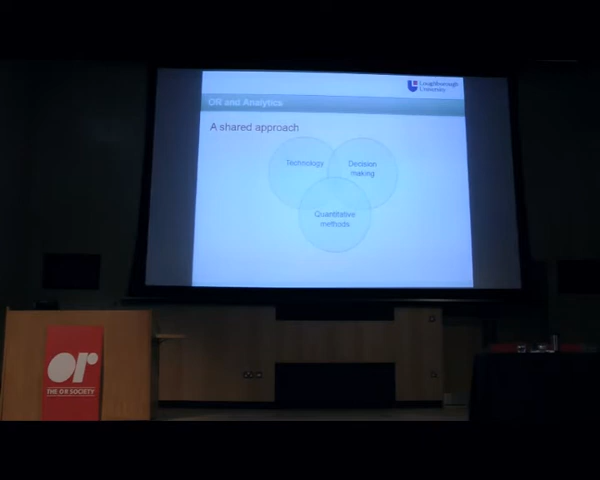 Loughborough
University
OR and Analytics
A shared approach
Technology
Decision
making
Quantitative
methods
or
THE OR SOCIETY